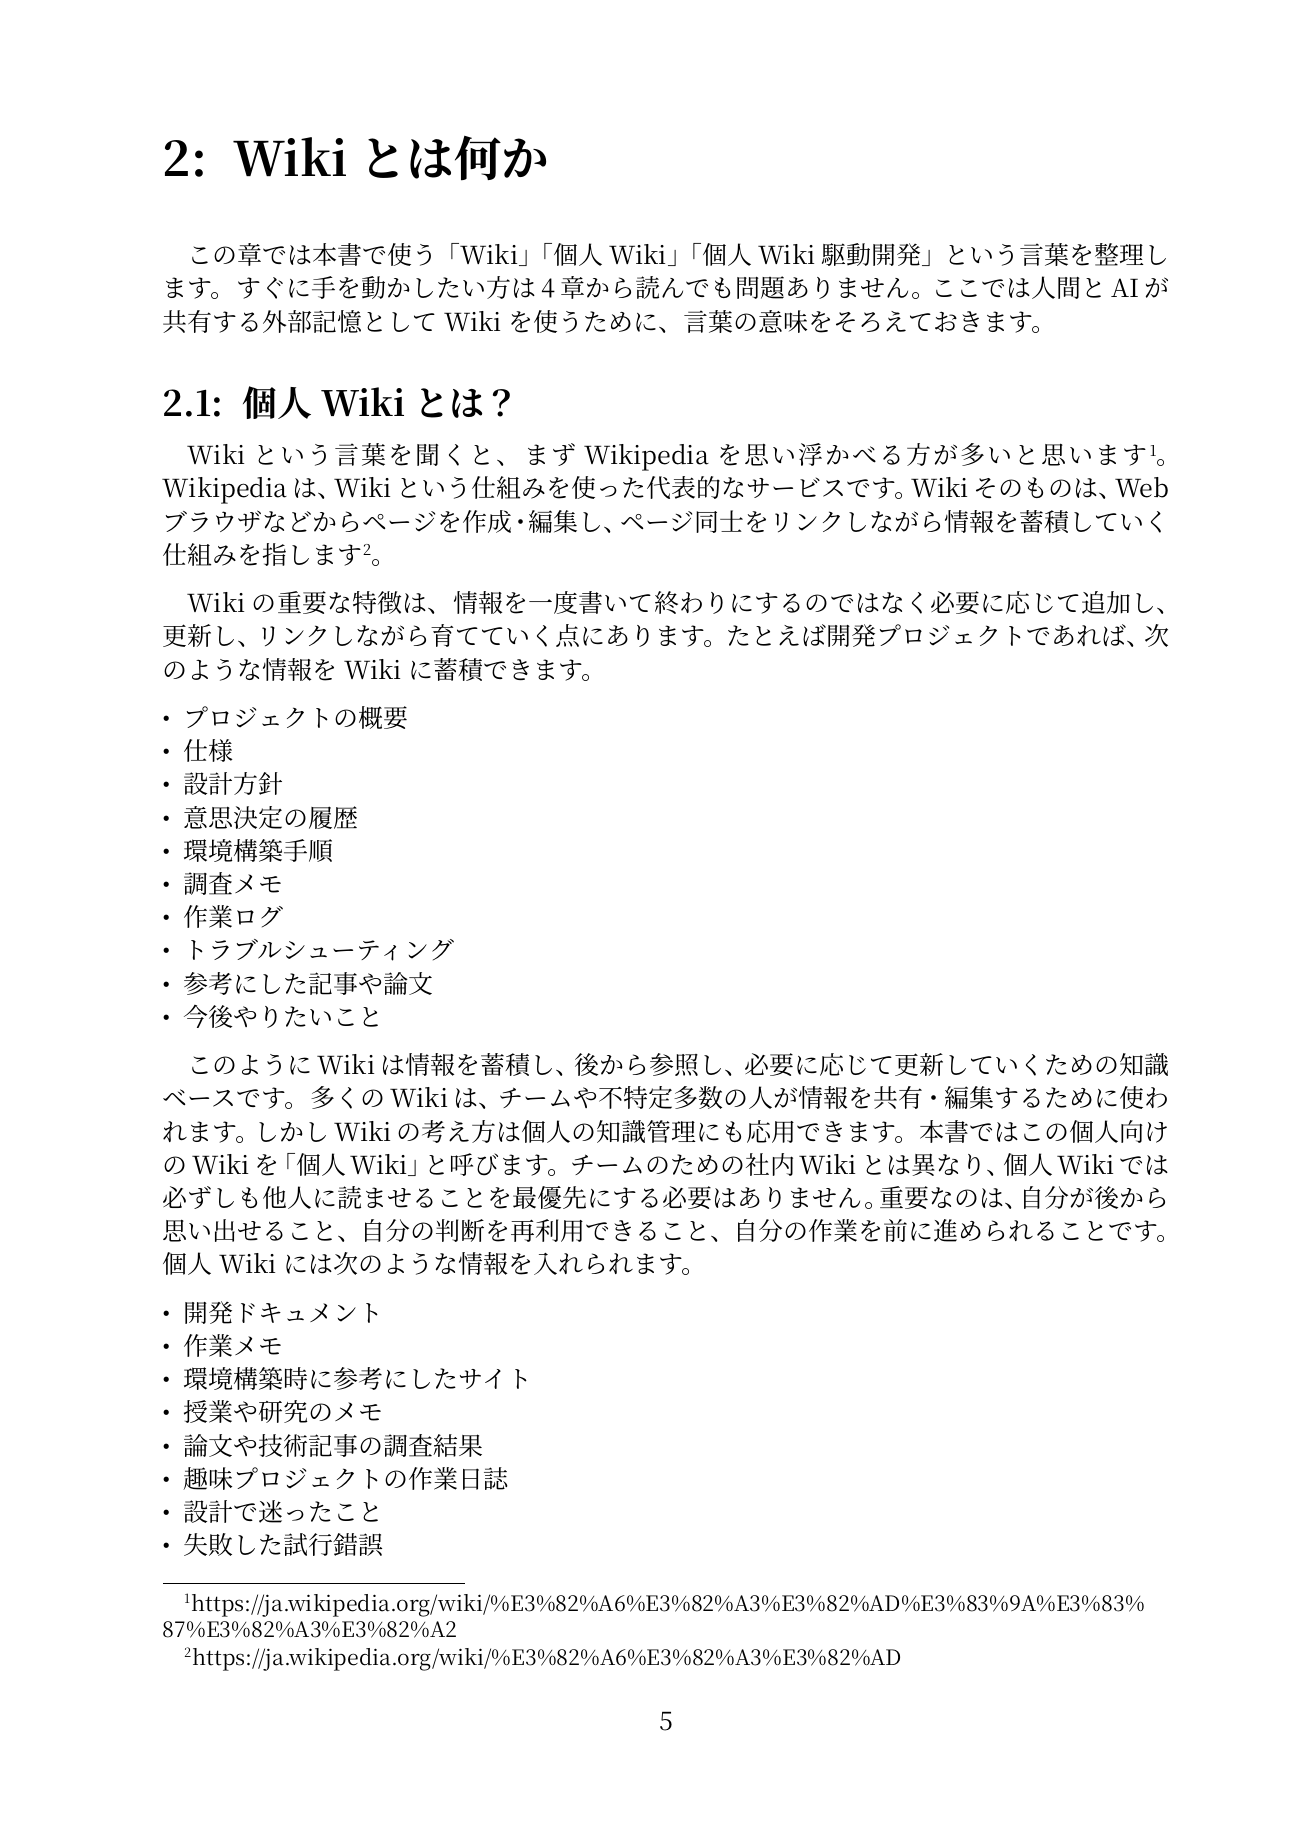 2: Wiki とは何か
この章では本書で使う「Wiki」「個人 Wiki」「個人 Wiki 駆動開発」という言葉を整理し
ます。すぐに手を動かしたい方は 4 章から読んでも問題ありません。ここでは人間と AI が
共有する外部記憶として Wiki を使うために、言葉の意味をそろえておきます。
2.1: 個人 Wiki とは？
Wiki という言葉を聞くと、まず Wikipedia を思い浮かべる方が多いと思います¹。
Wikipedia は、Wiki という仕組みを使った代表的なサービスです。Wiki そのものは、Web
ブラウザなどからページを作成・編集し、ページ同士をリンクしながら情報を蓄積していく
仕組みを指します²。
Wiki の重要な特徴は、情報を一度書いて終わりにするのではなく必要に応じて追加し、
更新し、リンクしながら育てていく点にあります。たとえば開発プロジェクトであれば、次
のような情報を Wiki に蓄積できます。
• プロジェクトの概要
• 仕様
• 設計方針
• 意思決定の履歴
• 環境構築手順
• 調査メモ
• 作業ログ
• トラブルシューティング
• 参考にした記事や論文
• 今後やりたいこと
このように Wiki は情報を蓄積し、後から参照し、必要に応じて更新していくための知識
ベースです。多くの Wiki は、チームや不特定多数の人が情報を共有・編集するために使わ
れます。しかし Wiki の考え方は個人の知識管理にも応用できます。本書ではこの個人向け
の Wiki を「個人 Wiki」と呼びます。チームのための社内 Wiki とは異なり、個人 Wiki では
必ずしも他人に読ませることを最優先にする必要はありません。重要なのは、自分が後から
思い出せること、自分の判断を再利用できること、自分の作業を前に進められることです。
個人 Wiki には次のような情報を入れられます。
• 開発ドキュメント
• 作業メモ
• 環境構築時に参考にしたサイト
• 授業や研究のメモ
• 論文や技術記事の調査結果
• 趣味プロジェクトの作業日誌
• 設計で迷ったこと
• 失敗した試行錯誤
¹https://ja.wikipedia.org/wiki/%E3%82%A6%E3%82%A3%E3%82%AD%E3%83%9A%E3%83%
87%E3%82%A3%E3%82%A2
²https://ja.wikipedia.org/wiki/%E3%82%A6%E3%82%A3%E3%82%AD
5